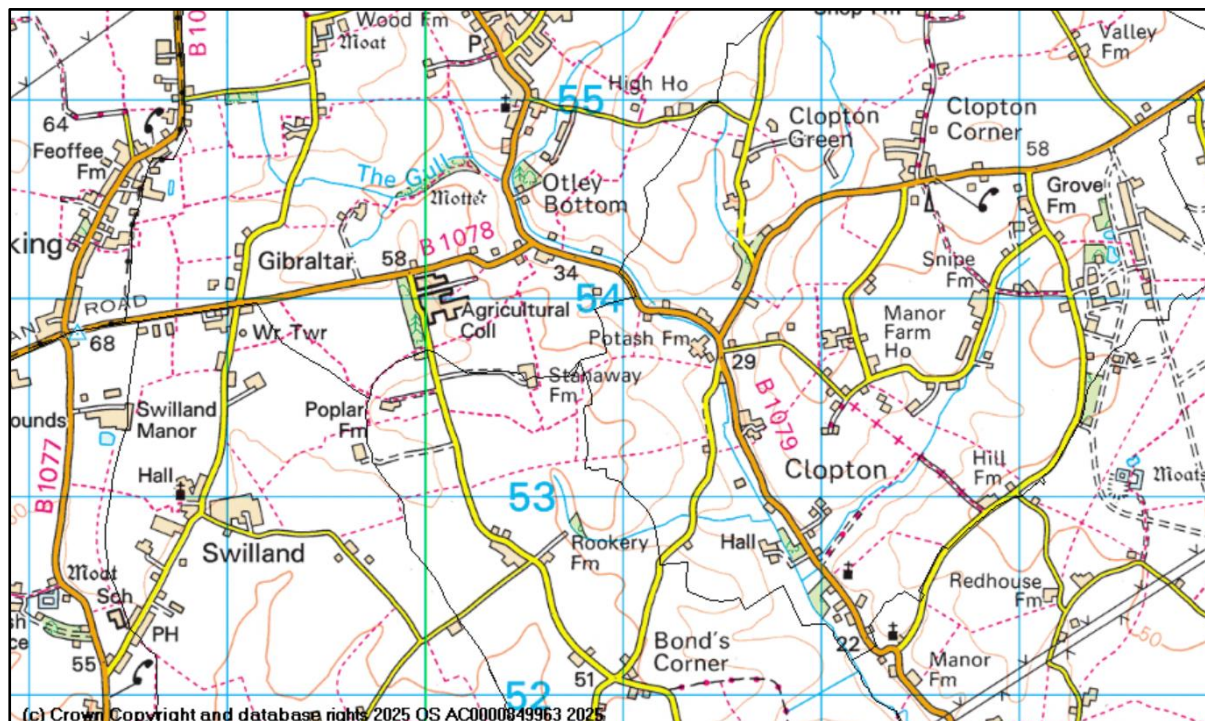 Wood Fm
Moat
P
Valley
Fm
B10
High Ho
55
64
Feoffee
Fm
Clopton
Green
Clopton
Corner
58
The Gull
Motte
Otley
Bottom
Grove
Fm
king
Gibraltar
58
B 1078
34
Snipe
Fm
54
ROAD
68
Wr Twr
Agricultural
Coll
Potash Fm
29
Manor
Farm
Ho
Stanaway
Fm
B 1079
Poplar
Fm
Swilland
Manor
ounds
B 1077
Hall
Clopton
Hill
Fm
Moats
53
Swilland
Rookery
Fm
Hall
Moat
Sch
PH
Redhouse
Fm
Bond's
Corner
22
50
55
51
Manor
Fm
52
(c) Crown Copyright and database rights 2025 OS AC0000849963 2025